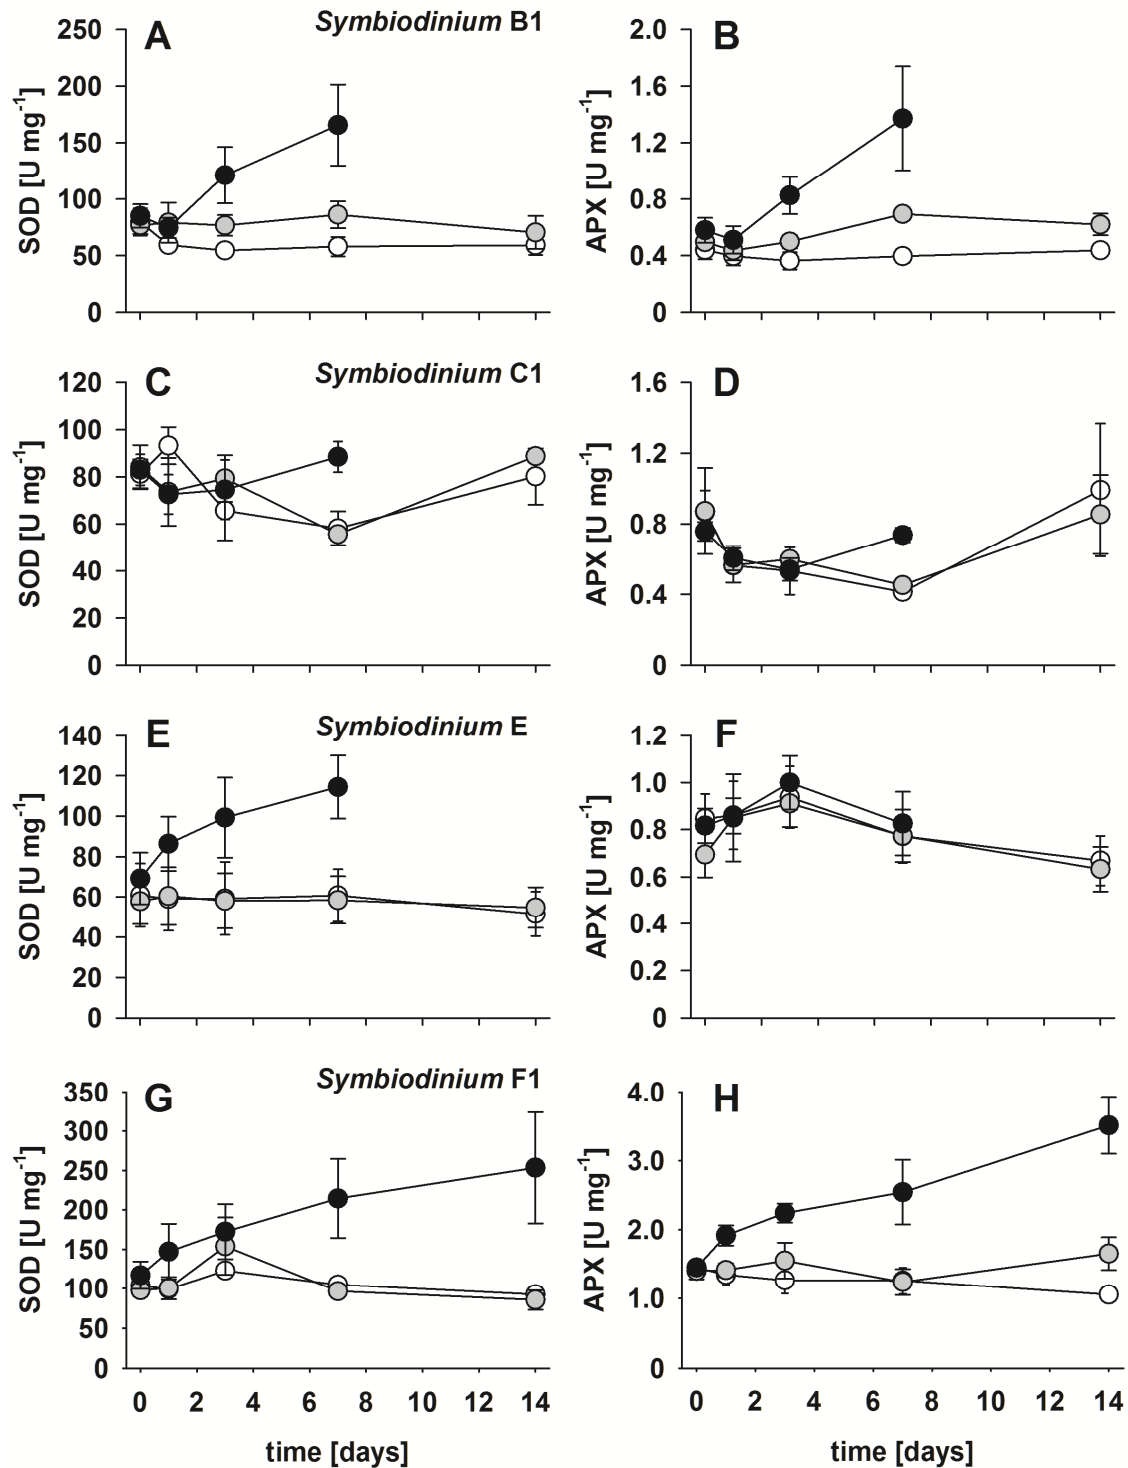 A Symbiodinium B1
250
200
150
100
50
0
SOD [U mg-1]
B
2.0
1.6
1.2
0.8
0.4
0
APX [U mg-1]
C Symbiodinium C1
120
100
80
60
40
20
0
SOD [U mg-1]
D
1.6
1.2
0.8
0.4
0
APX [U mg-1]
E Symbiodinium E
140
120
100
80
60
40
20
0
SOD [U mg-1]
F
1.2
1.0
0.8
0.6
0.4
0.2
0
APX [U mg-1]
G Symbiodinium F1
350
300
250
200
150
100
50
0
SOD [U mg-1]
0 2 4 6 8 10 12 14
time [days]
H
4.0
3.0
2.0
1.0
0
APX [U mg-1]
0 2 4 6 8 10 12 14
time [days]